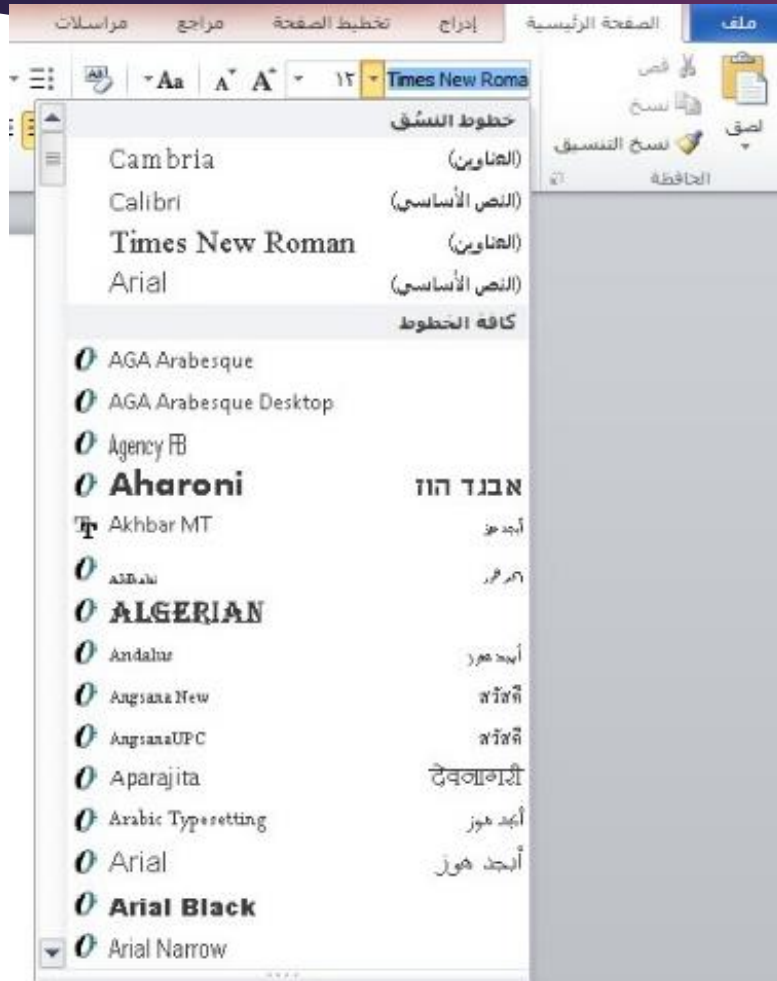 ملف الصفحة الرئيسية إدراج تخطيط الصفحة مراجع مراسلات
قص
نسخ
نسخ التنسيق
لصق
الحافظة
Times New Roma ١٢ A A Aa
خطوط النسُق
Cambria (العناوين)
Calibri (النص الأساسي)
Times New Roman (العناوين)
Arial (النص الأساسي)
كافة الخطوط
AGA Arabesque
AGA Arabesque Desktop
Agency FB
Aharoni אבגד הוז
Akhbar MT أبجد هوز
ALGERIAN
Andalus أبجد هوز
Angsana New สวัสดี
AngsanaUPC สวัสดี
Aparajita देवनागरी
Arabic Typesetting أبجد هوز
Arial أبجد هوز
Arial Black
Arial Narrow